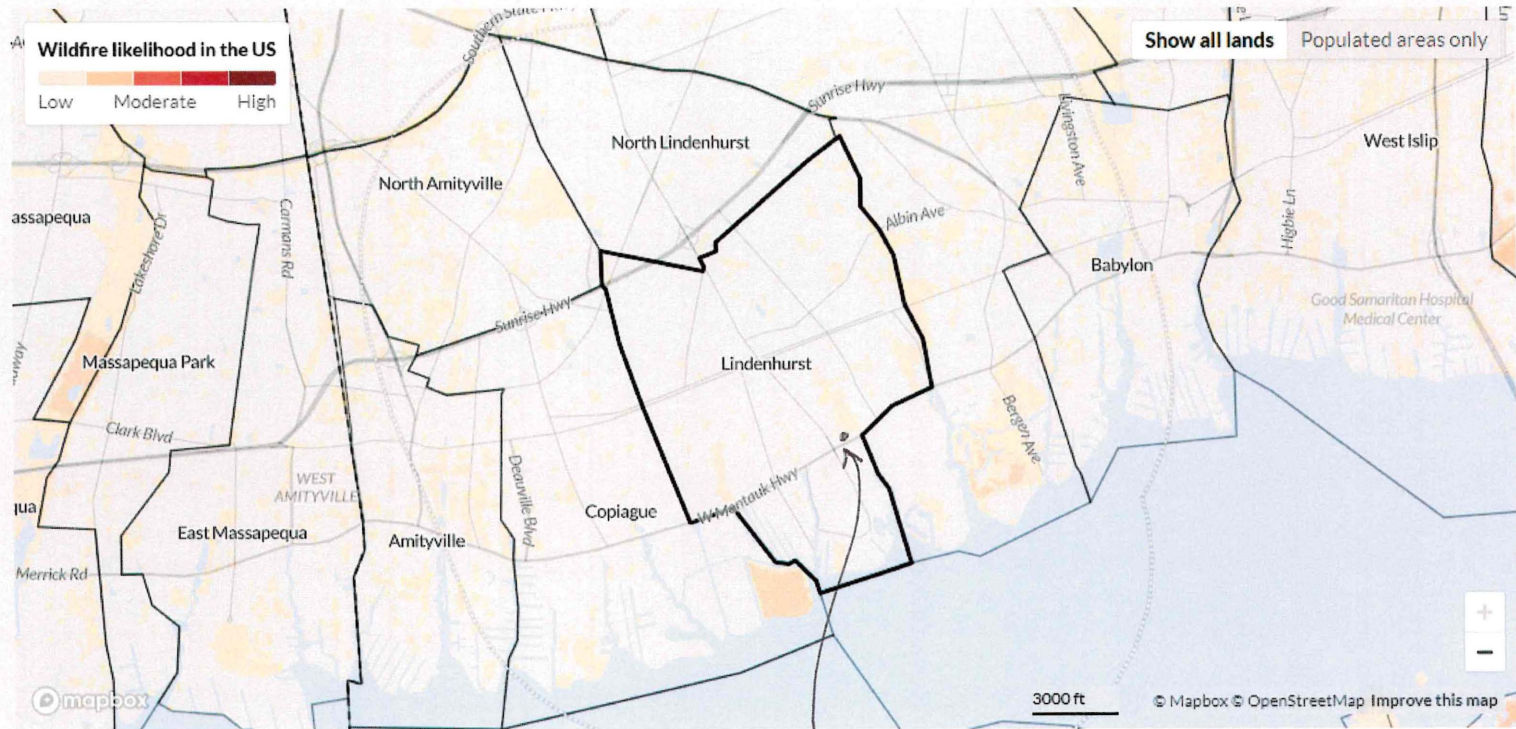 Wildfire likelihood in the US
Low Moderate High
Show all lands Populated areas only
Southern State Hwy
Sunrise Hwy
North Lindenhurst
Livingston Ave
West Islip
North Amityville
assapequa
Lakeshore Dr
Carmans Rd
Albin Ave
Higbie Ln
Babylon
Sunrise Hwy
Good Samaritan Hospital
Medical Center
Massapequa Park
Lindenhurst
Bergen Ave
Clark Blvd
WEST
AMITYVILLE
Deauville Blvd
W Montauk Hwy
Copiague
qua
East Massapequa
Amityville
Merrick Rd
+
−
mapbox
3000 ft
© Mapbox © OpenStreetMap Improve this map